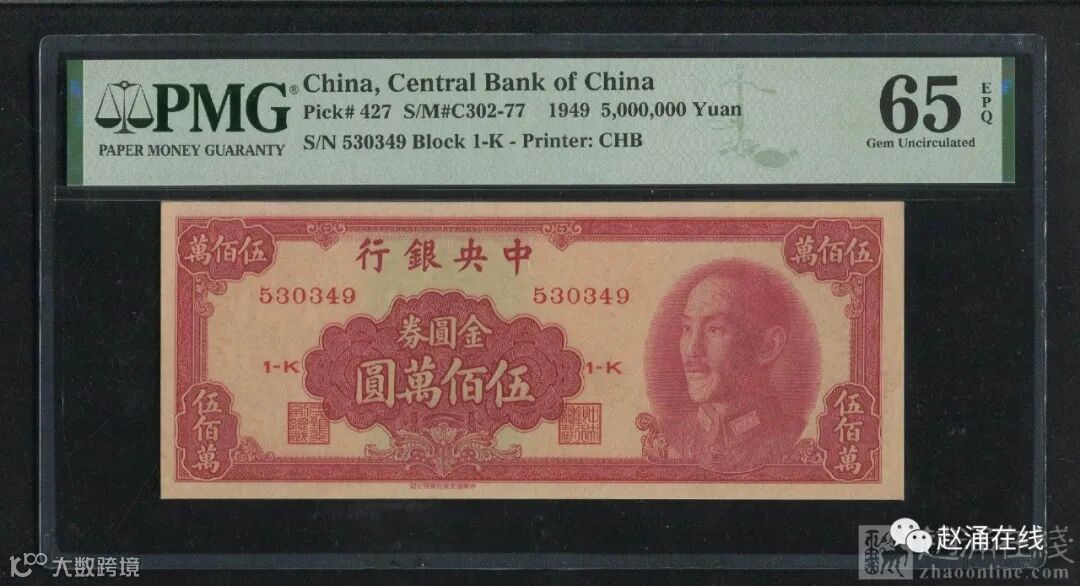 PMG®
PAPER MONEY GUARANTY
China, Central Bank of China
Pick# 427 S/M#C302-77 1949 5,000,000 Yuan
S/N 530349 Block 1-K - Printer: CHB
65 EPQ
Gem Uncirculated
伍佰萬
中央銀行
伍佰萬
530349
530349
金圓券
伍佰萬圓
1-K
1-K
伍佰萬
伍佰萬
大数跨境
赵涌在线
zhaoonline.com